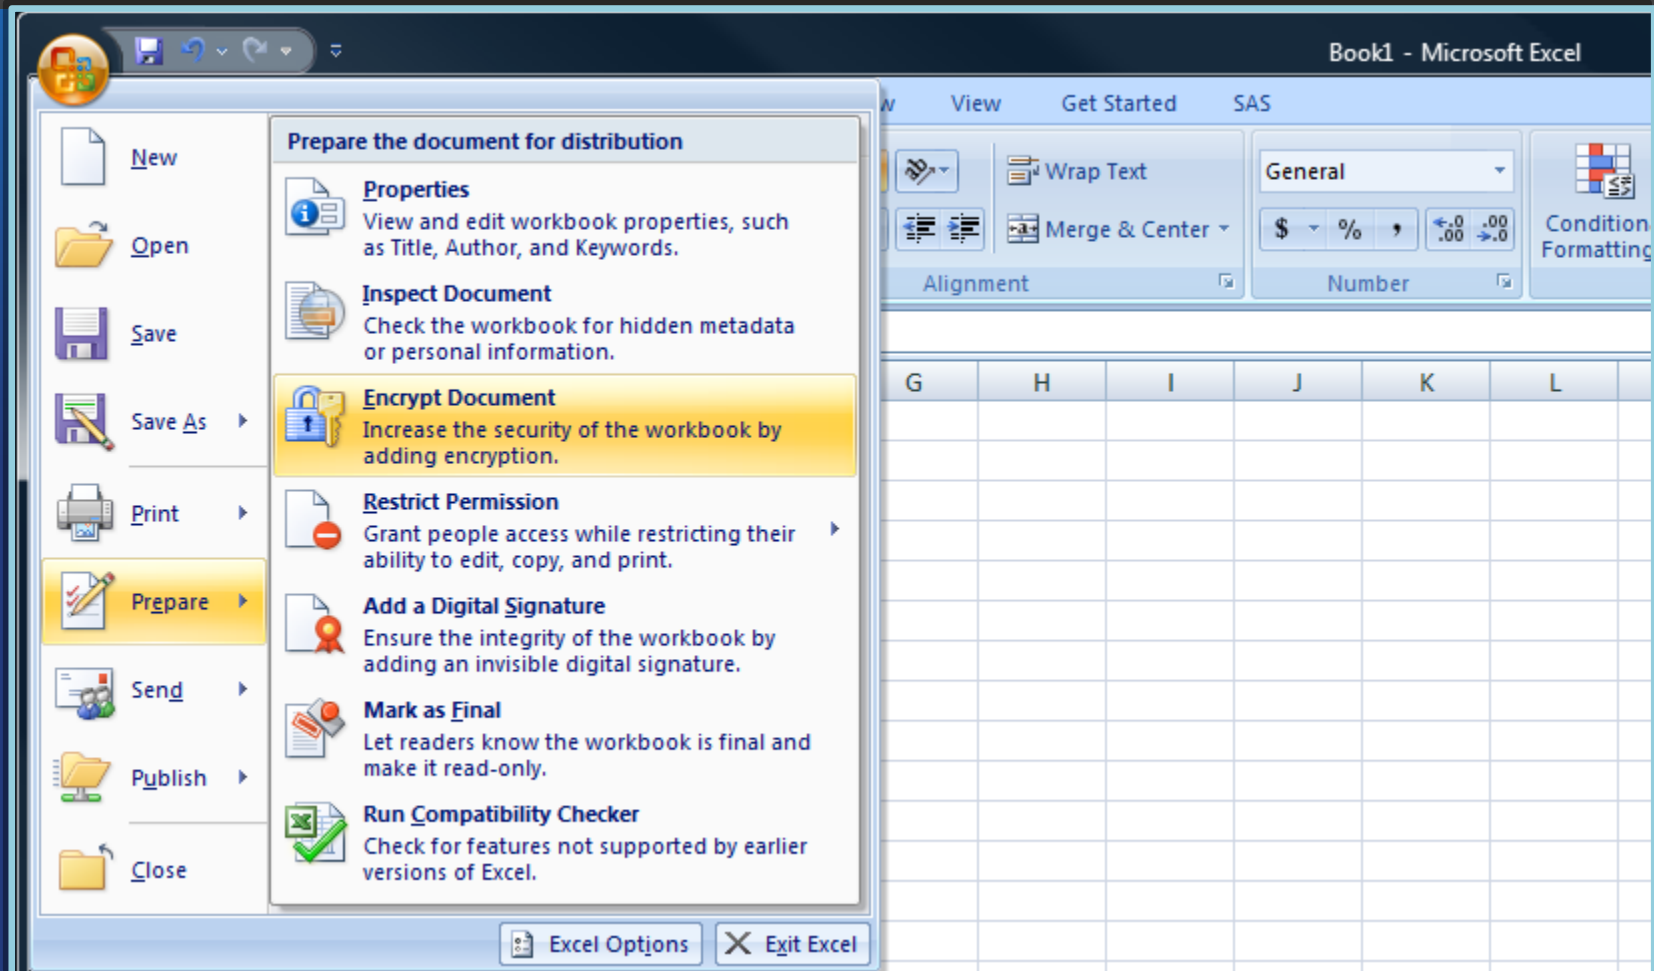 Book1 - Microsoft Excel
View
Get Started
SAS
New
Open
Save
Save As
Print
Prepare
Send
Publish
Close
Prepare the document for distribution
Properties
View and edit workbook properties, such
as Title, Author, and Keywords.
Inspect Document
Check the workbook for hidden metadata
or personal information.
Encrypt Document
Increase the security of the workbook by
adding encryption.
Restrict Permission
Grant people access while restricting their
ability to edit, copy, and print.
Add a Digital Signature
Ensure the integrity of the workbook by
adding an invisible digital signature.
Mark as Final
Let readers know the workbook is final and
make it read-only.
Run Compatibility Checker
Check for features not supported by earlier
versions of Excel.
Excel Options
Exit Excel
Wrap Text
Merge & Center
Alignment
General
$ % ,
.0 .00
.00 .0
Number
Condition
Formatting
G H I J K L